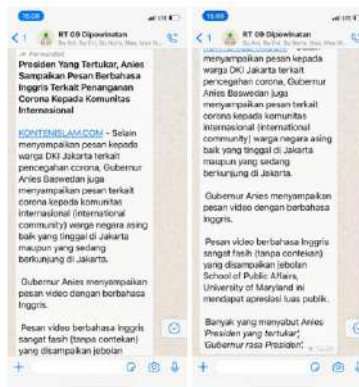 15:09
LTE
1
RT 09 Dipowinatan
Forwarded
Presiden Yang Tertukar, Anies
Sampaikan Pesan Berbahasa
Inggris Terkait Penanganan
Corona Kepada Komunitas
Internasional
KONTENISLAM.COM - Selain
menyampaikan pesan kepada
warga DKI Jakarta terkait
pencegahan corona, Gubernur
Anies Baswedan juga
menyampaikan pesan terkait
corona kepada komunitas
internasional (international
community) warga negara asing
baik yang tinggal di Jakarta
maupun yang sedang
berkunjung di Jakarta.
Gubernur Anies menyampaikan
pesan video dengan berbahasa
Inggris.
Pesan video berbahasa Inggris
sangat fasih (tanpa contekan)
yang disampaikan jebolan
LTE
1
RT 09 Dipowinatan
menyampaikan pesan kepada
warga DKI Jakarta terkait
pencegahan corona, Gubernur
Anies Baswedan juga
menyampaikan pesan terkait
corona kepada komunitas
internasional (international
community) warga negara asing
baik yang tinggal di Jakarta
maupun yang sedang
berkunjung di Jakarta.
Gubernur Anies menyampaikan
pesan video dengan berbahasa
Inggris.
Pesan video berbahasa Inggris
sangat fasih (tanpa contekan)
yang disampaikan jebolan
School of Public Affairs,
University of Maryland ini
mendapat apresiasi luas publik.
Banyak yang menyabut Anies
'Presiden yang tertukar',
'Gubernur rasa Presiden'.